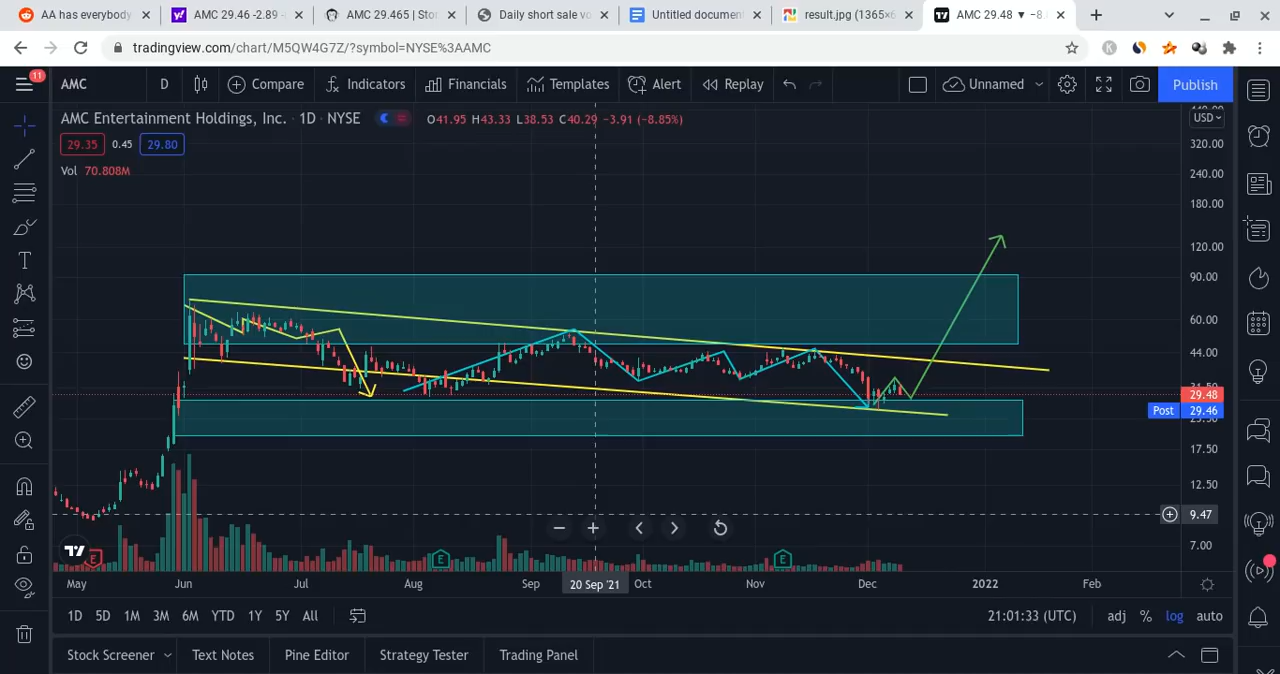 AA has everybody
AMC 29.46 -2.89
AMC 29.465 | Sto
Daily short sale vo
Untitled documen
result.jpg (1365×6
AMC 29.48 ▼ −8.
tradingview.com/chart/M5QW4G7Z/?symbol=NYSE%3AAMC
11
AMC
D
Compare
Indicators
Financials
Templates
Alert
Replay
Unnamed
Publish
AMC Entertainment Holdings, Inc. · 1D · NYSE
O41.95 H43.33 L38.53 C40.29 −3.91 (−8.85%)
USD
29.35 0.45 29.80
Vol 70.808M
320.00
240.00
180.00
120.00
90.00
60.00
44.00
29.48
Post 29.46
17.50
12.50
9.47
7.00
E
E
E
May Jun Jul Aug Sep 20 Sep '21 Oct Nov Dec 2022 Feb
1D 5D 1M 3M 6M YTD 1Y 5Y All
21:01:33 (UTC)
adj % log auto
Stock Screener
Text Notes
Pine Editor
Strategy Tester
Trading Panel